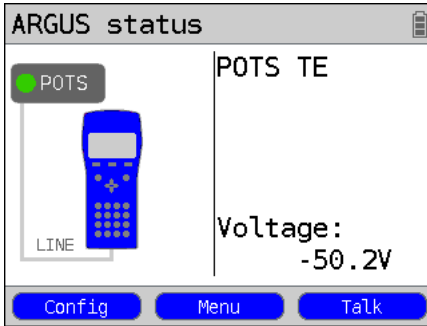 ARGUS status
POTS
POTS TE
LINE
Voltage:
-50.2V
Config
Menu
Talk